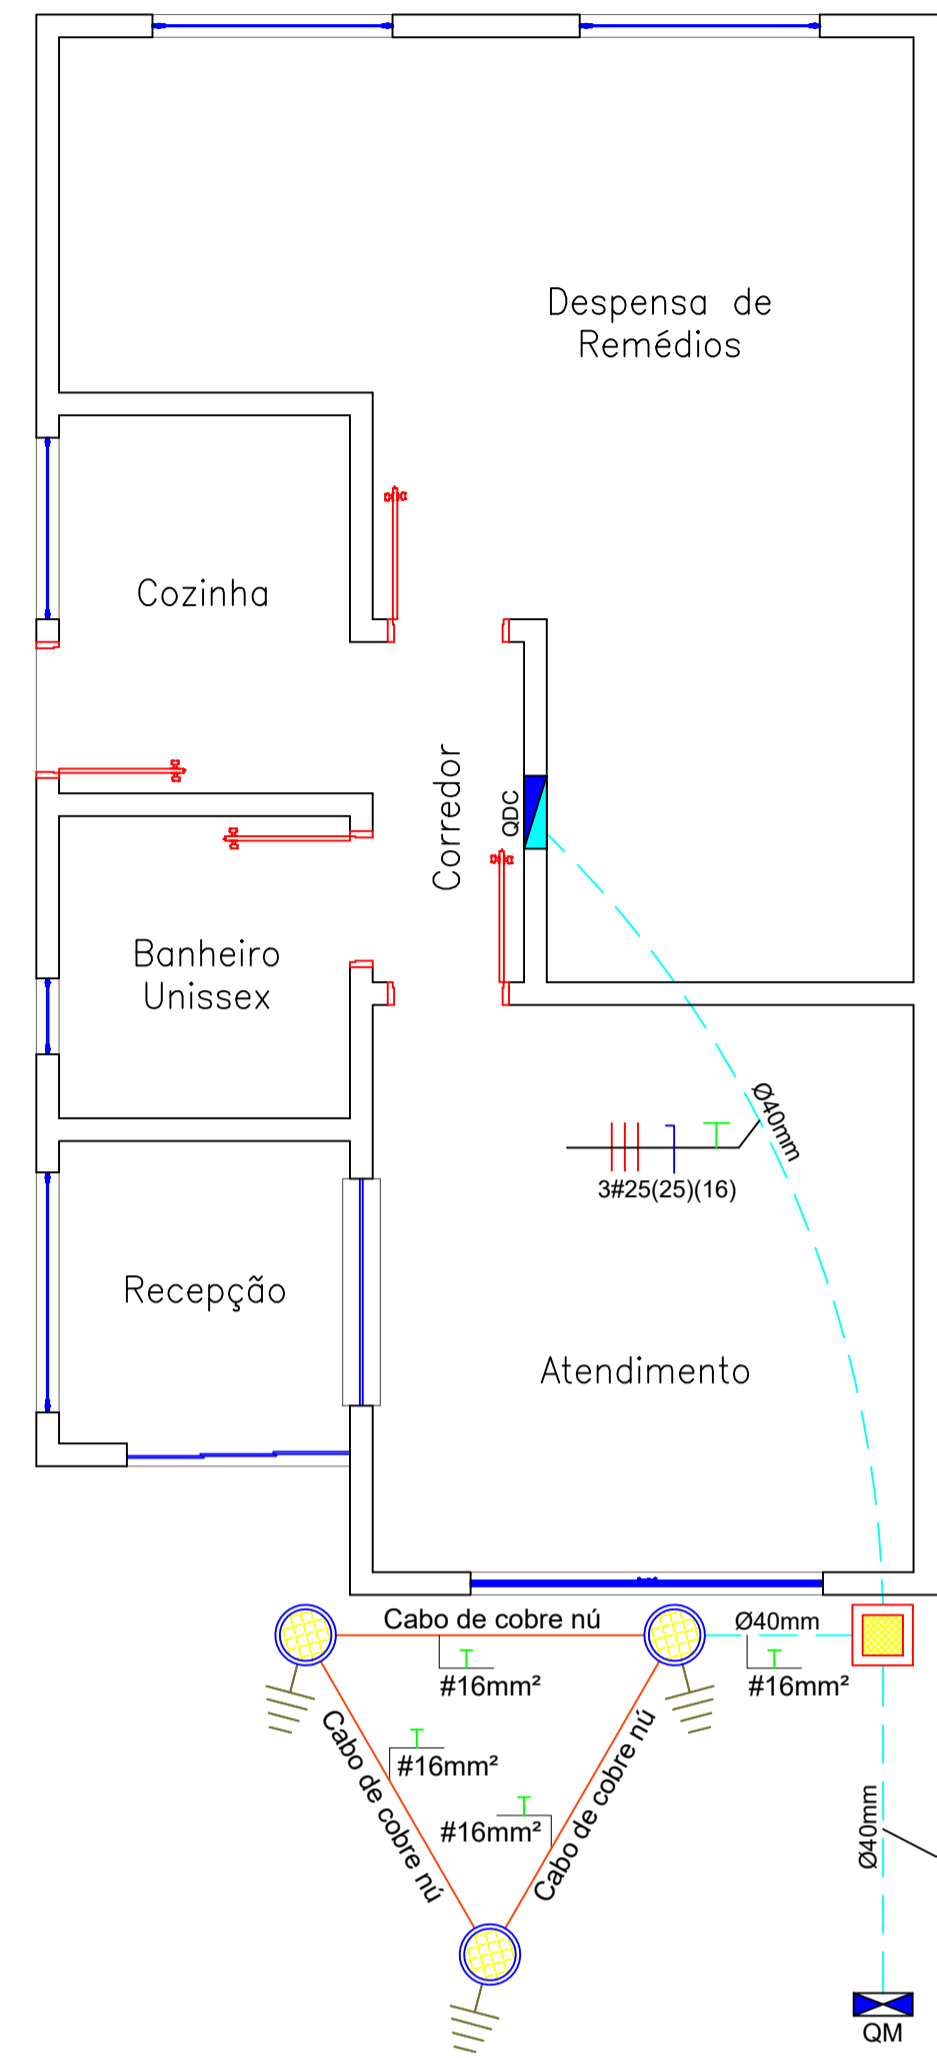 Despensa de
Remédios
Cozinha
Corredor
QDC
Banheiro
Unissex
Ø40mm
3#25(25)(16)
Recepção
Atendimento
Cabo de cobre nú
Ø40mm
#16mm²
#16mm²
Cabo de cobre nú
#16mm²
Cabo de cobre nú
#16mm²
Ø40mm
QM